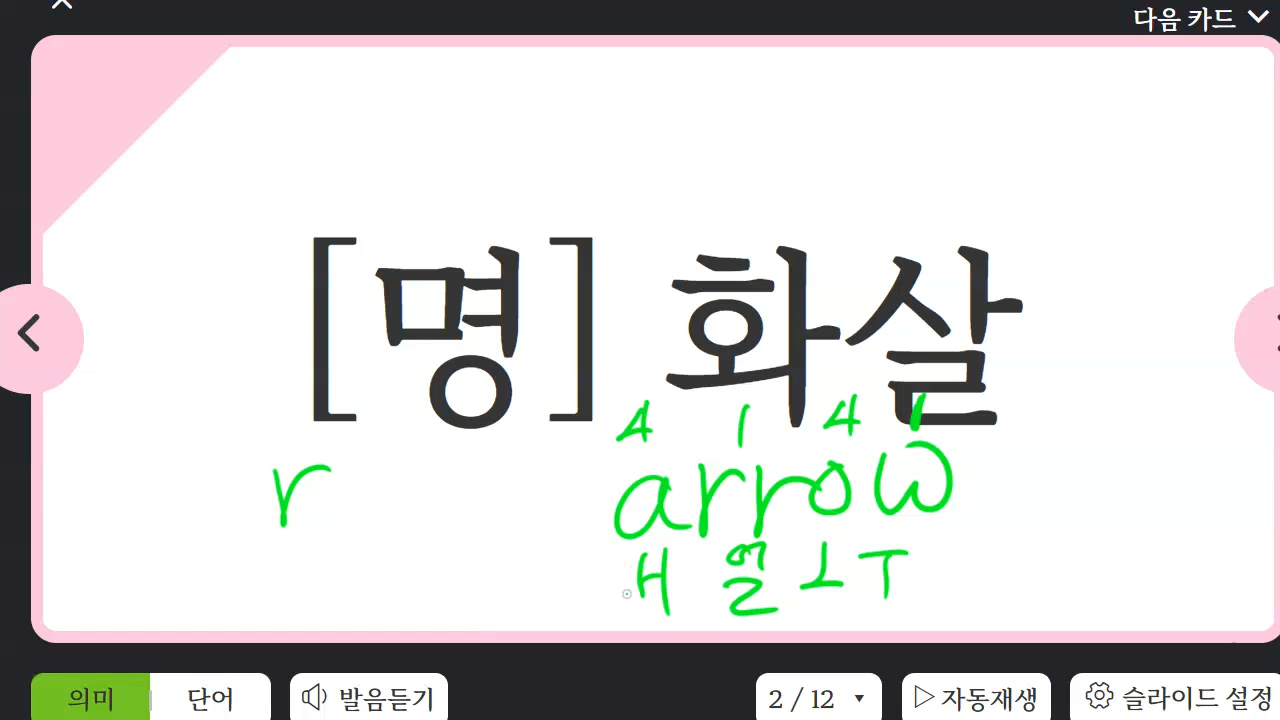 다음 카드
[명] 화살
4 1 4 1
r arrow
ㅐ 얼 ㅗ ㅜ
의미 단어 발음듣기 2 / 12 자동재생 슬라이드 설정